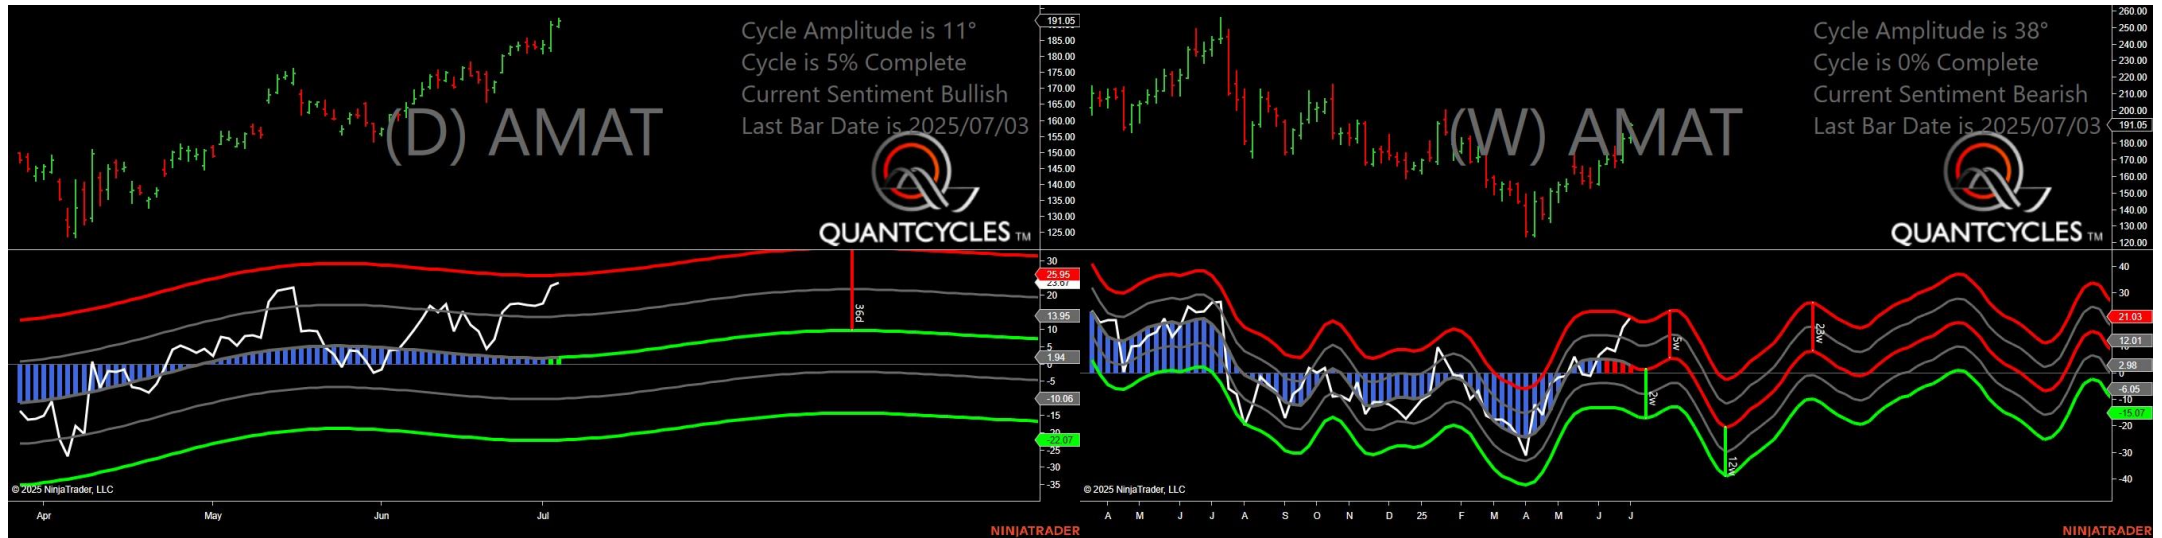 Cycle Amplitude is 11°
Cycle is 5% Complete
Current Sentiment Bullish
Last Bar Date is 2025/07/03
(D) AMAT
QUANTCYCLES TM
191.05
185.00
180.00
175.00
170.00
165.00
160.00
155.00
150.00
145.00
140.00
135.00
130.00
125.00
30
25.95
23.67
20
13.95
10
5
1.94
0
-5
-10.06
-15
-20
-22.07
-25
-30
-35
36d
© 2025 NinjaTrader, LLC
Apr May Jun Jul
NINJATRADER
Cycle Amplitude is 38°
Cycle is 0% Complete
Current Sentiment Bearish
Last Bar Date is 2025/07/03
(W) AMAT
QUANTCYCLES TM
260.00
250.00
240.00
230.00
220.00
210.00
200.00
191.05
180.00
170.00
160.00
150.00
140.00
130.00
120.00
40
30
21.03
12.01
2.98
-6.05
-10
-15.07
-20
-30
-40
5w
23w
2w
12w
© 2025 NinjaTrader, LLC
A M J J A S O N D 25 F M A M J J
NINJATRADER